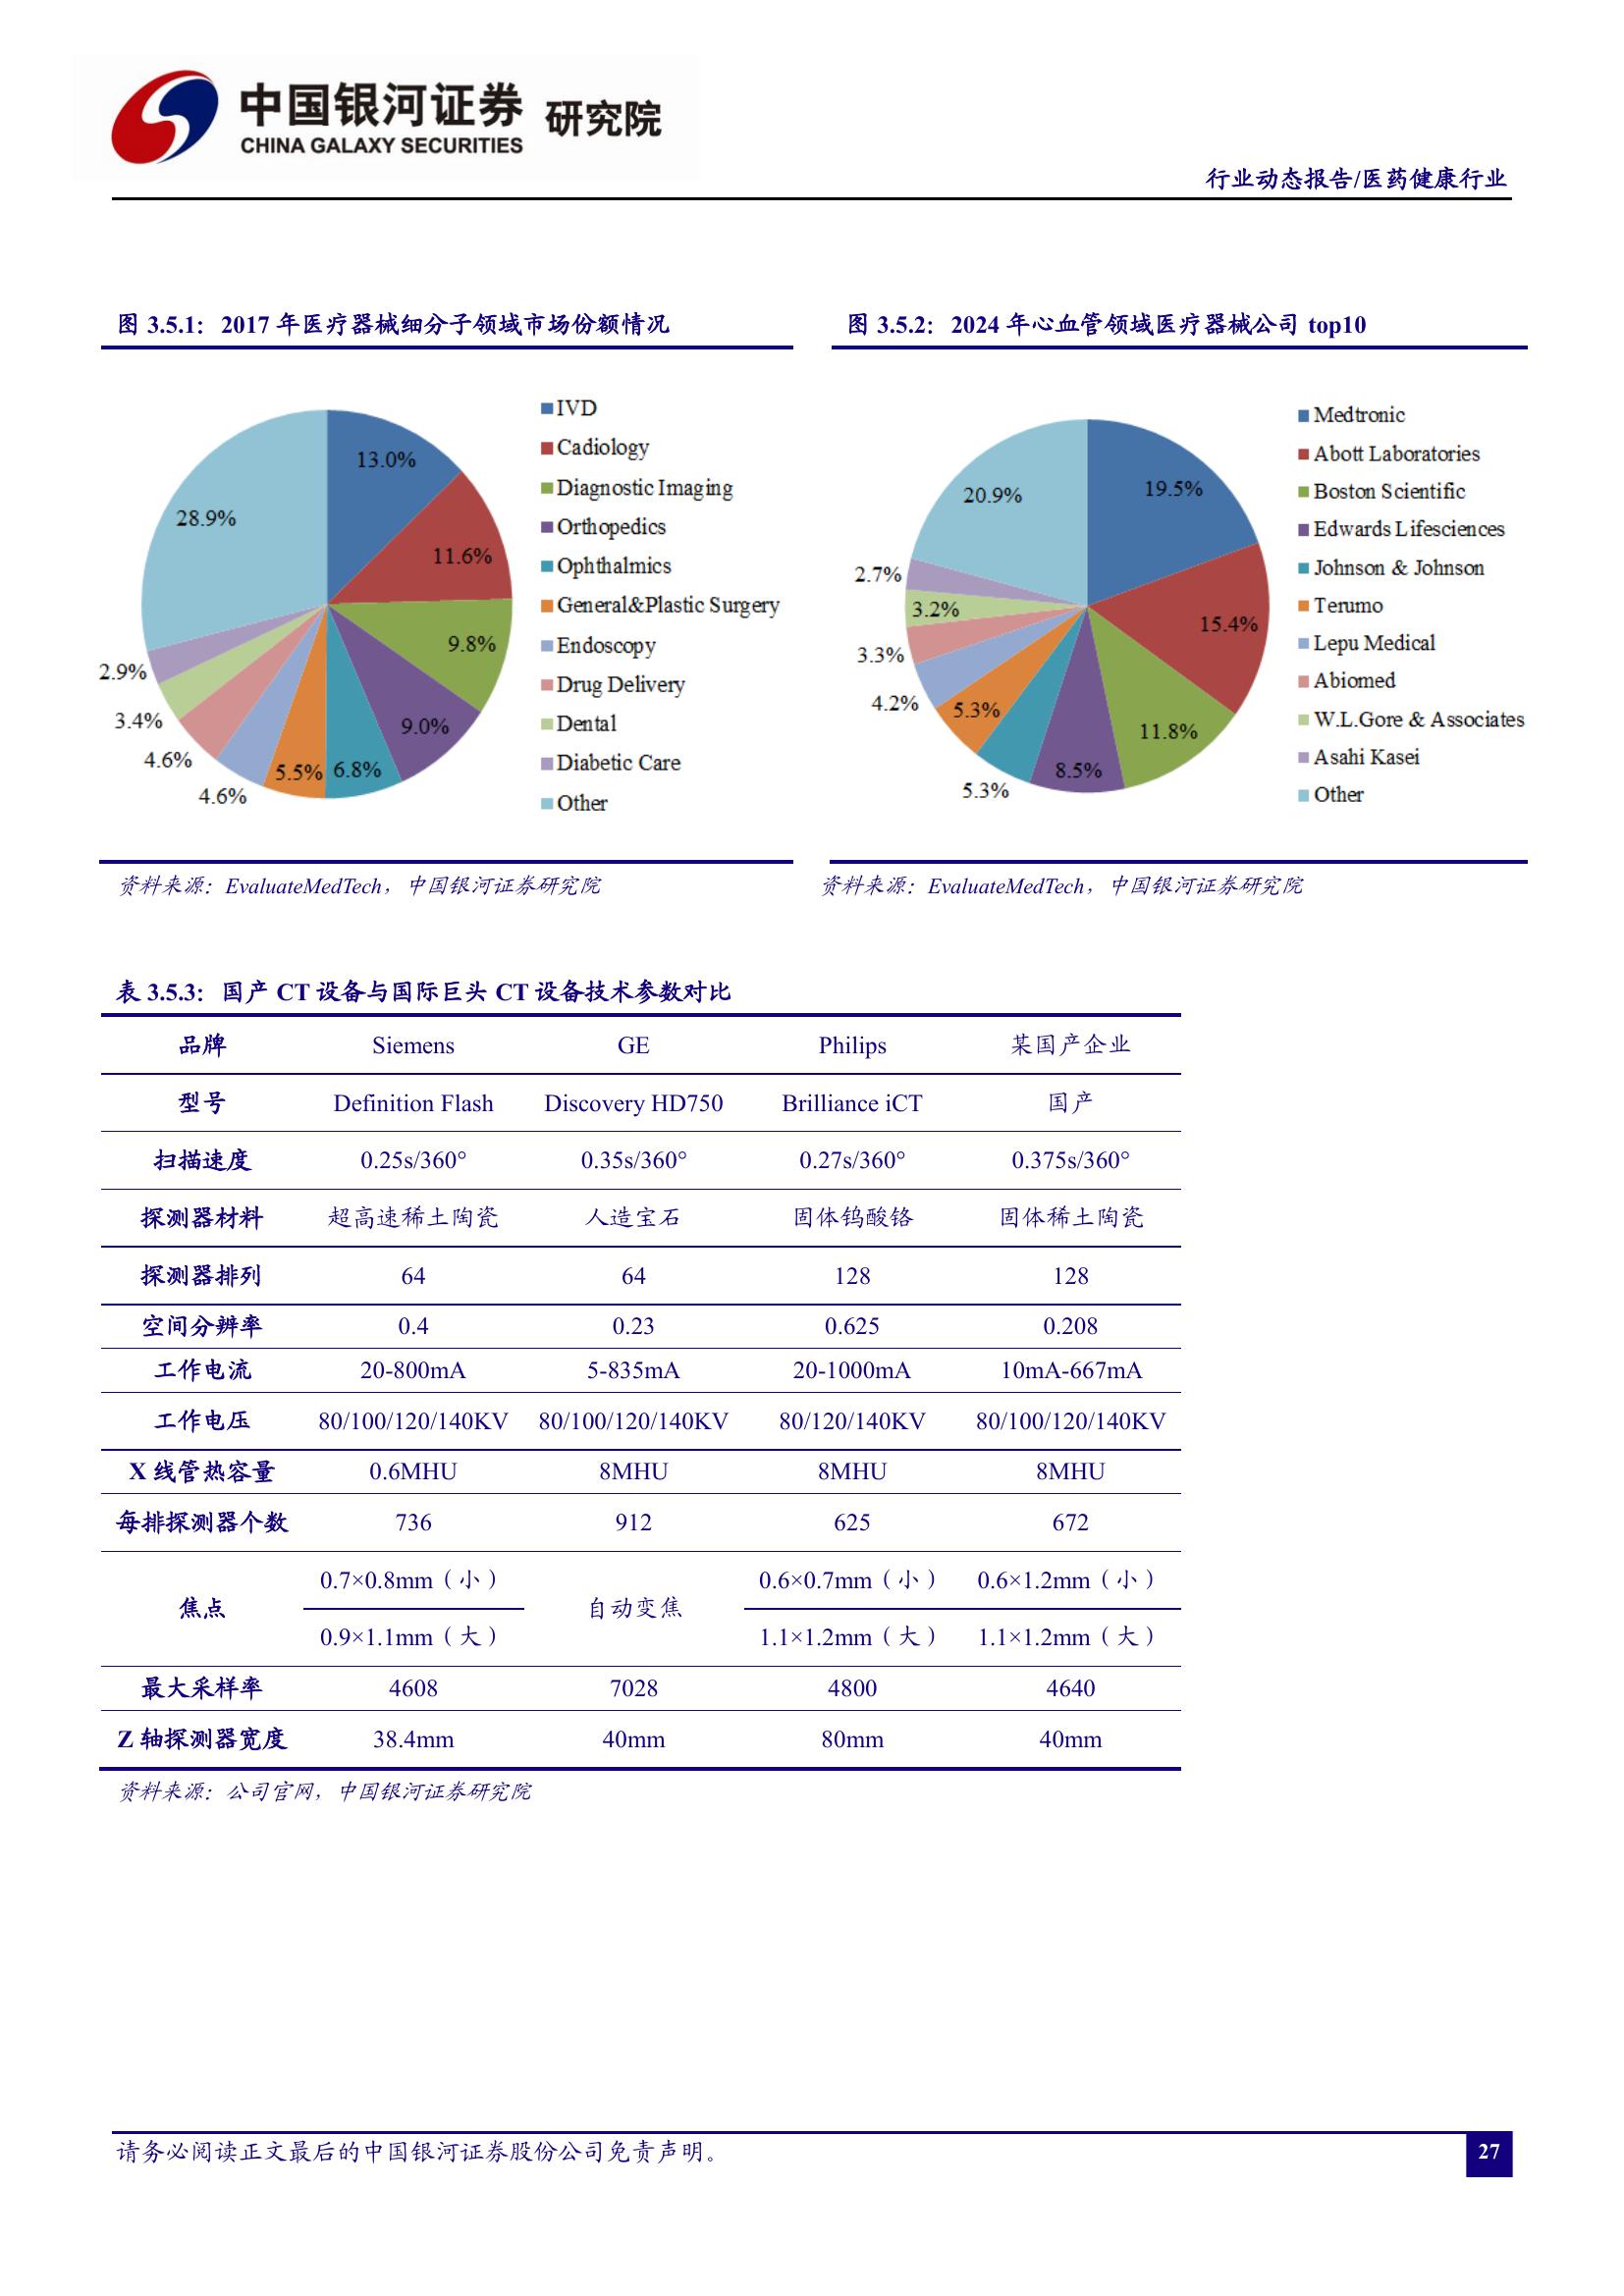 中国银河证券 研究院
CHINA GALAXY SECURITIES
行业动态报告/医药健康行业
图 3.5.1：2017 年医疗器械细分子领域市场份额情况
13.0%
11.6%
9.8%
9.0%
6.8%
5.5%
4.6%
4.6%
3.4%
2.9%
28.9%
IVD
Cadiology
Diagnostic Imaging
Orthopedics
Ophthalmics
General&Plastic Surgery
Endoscopy
Drug Delivery
Dental
Diabetic Care
Other
资料来源：EvaluateMedTech，中国银河证券研究院
图 3.5.2：2024 年心血管领域医疗器械公司 top10
19.5%
15.4%
11.8%
8.5%
5.3%
5.3%
4.2%
3.3%
3.2%
2.7%
20.9%
Medtronic
Abott Laboratories
Boston Scientific
Edwards Lifesciences
Johnson & Johnson
Terumo
Lepu Medical
Abiomed
W.L.Gore & Associates
Asahi Kasei
Other
资料来源：EvaluateMedTech，中国银河证券研究院
表 3.5.3：国产 CT 设备与国际巨头 CT 设备技术参数对比
品牌 Siemens GE Philips 某国产企业
型号 Definition Flash Discovery HD750 Brilliance iCT 国产
扫描速度 0.25s/360° 0.35s/360° 0.27s/360° 0.375s/360°
探测器材料 超高速稀土陶瓷 人造宝石 固体钨酸铬 固体稀土陶瓷
探测器排列 64 64 128 128
空间分辨率 0.4 0.23 0.625 0.208
工作电流 20-800mA 5-835mA 20-1000mA 10mA-667mA
工作电压 80/100/120/140KV 80/100/120/140KV 80/120/140KV 80/100/120/140KV
X 线管热容量 0.6MHU 8MHU 8MHU 8MHU
每排探测器个数 736 912 625 672
焦点 0.7×0.8mm（小） 自动变焦 0.6×0.7mm（小） 0.6×1.2mm（小）
0.9×1.1mm（大） 1.1×1.2mm（大） 1.1×1.2mm（大）
最大采样率 4608 7028 4800 4640
Z 轴探测器宽度 38.4mm 40mm 80mm 40mm
资料来源：公司官网，中国银河证券研究院
请务必阅读正文最后的中国银河证券股份公司免责声明。
27